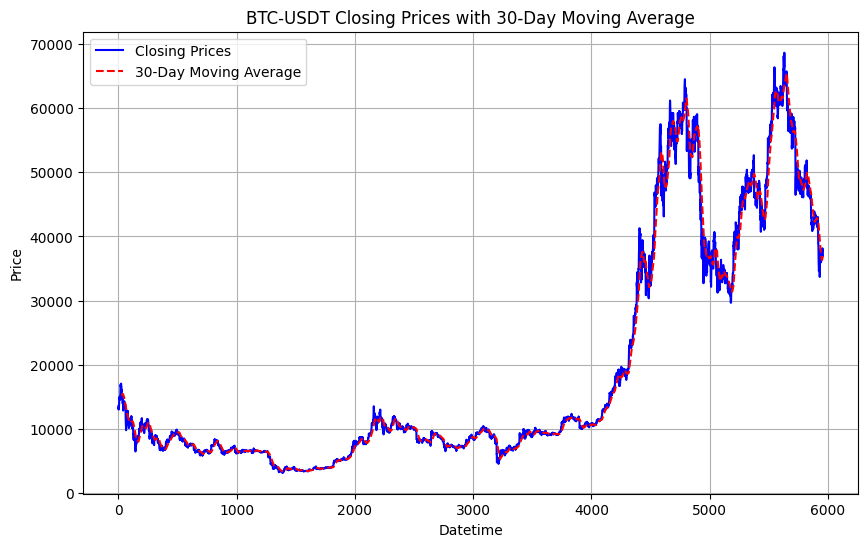 BTC-USDT Closing Prices with 30-Day Moving Average
Closing Prices
30-Day Moving Average
70000
60000
50000
40000
30000
20000
10000
0
Price
0 1000 2000 3000 4000 5000 6000
Datetime